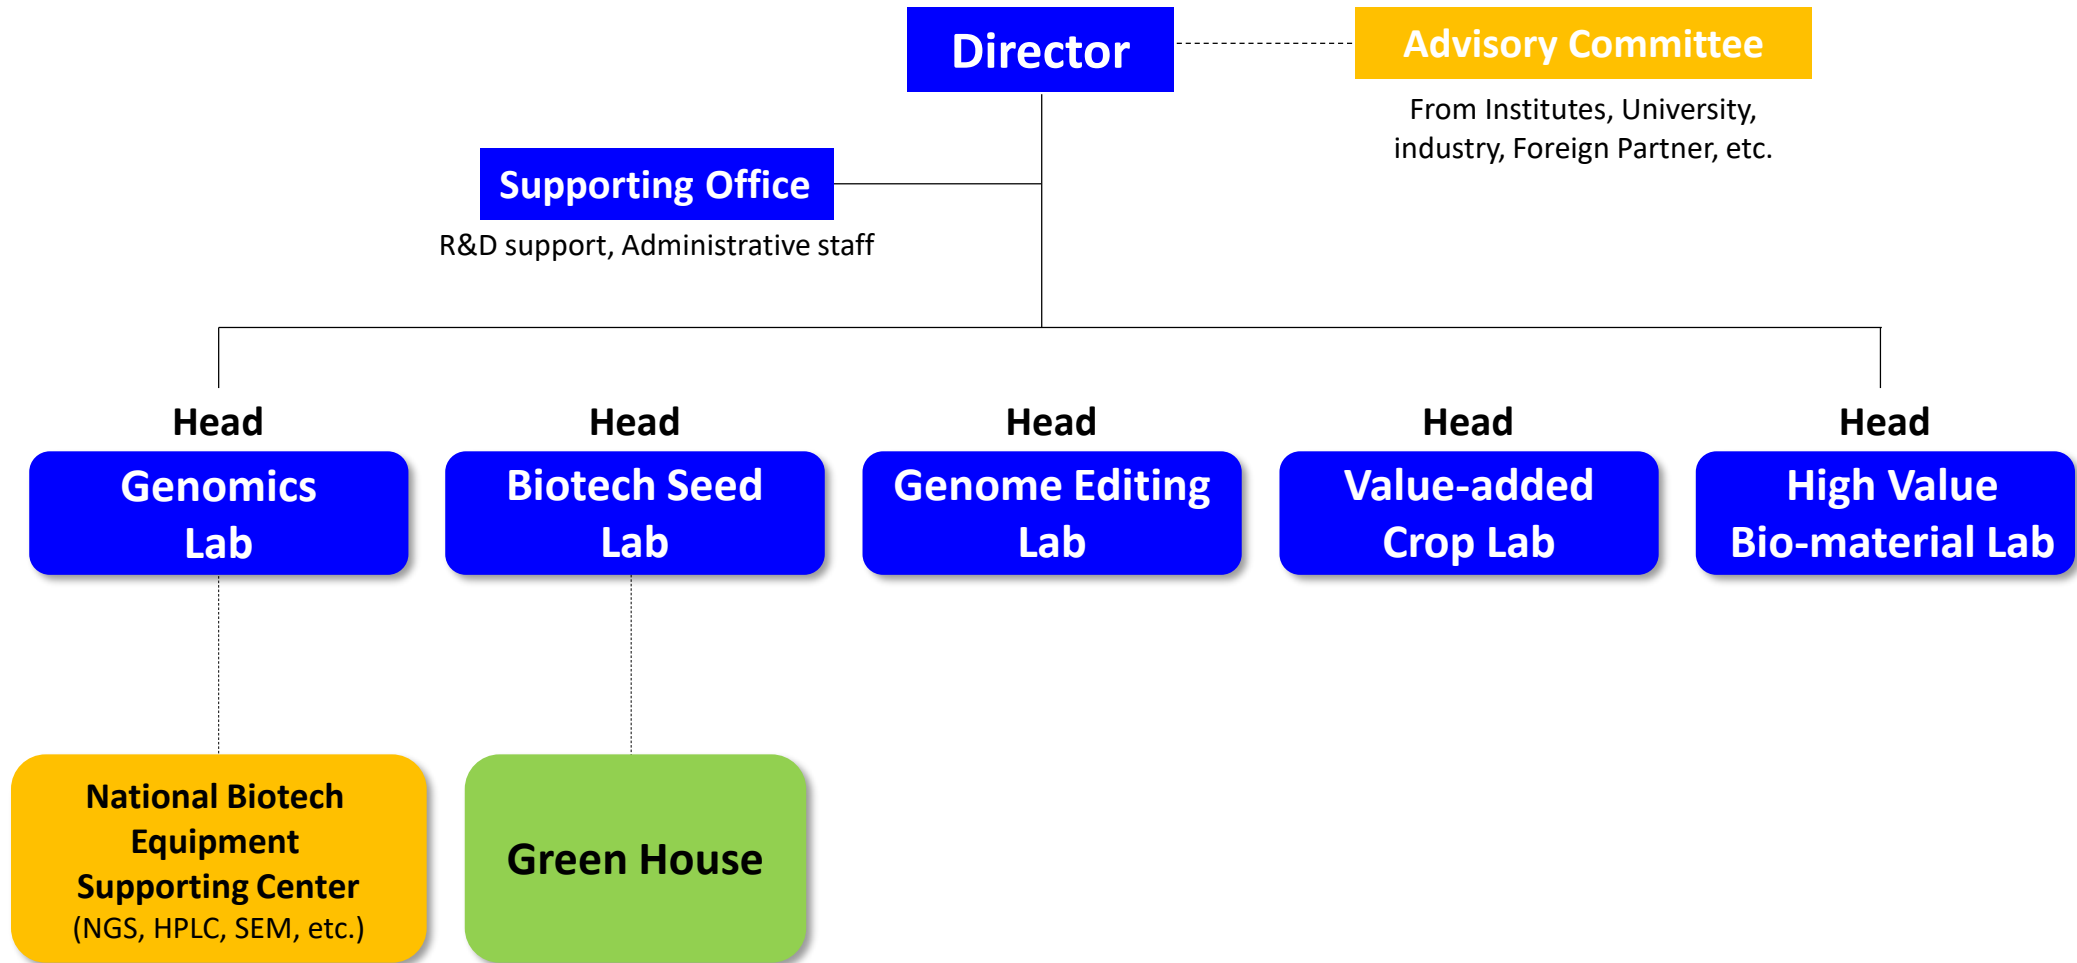 Director
Advisory Committee
From Institutes, University,
industry, Foreign Partner, etc.
Supporting Office
R&D support, Administrative staff
Head
Head
Head
Head
Head
Genomics
Lab
Biotech Seed
Lab
Genome Editing
Lab
Value-added
Crop Lab
High Value
Bio-material Lab
National Biotech
Equipment
Supporting Center
(NGS, HPLC, SEM, etc.)
Green House